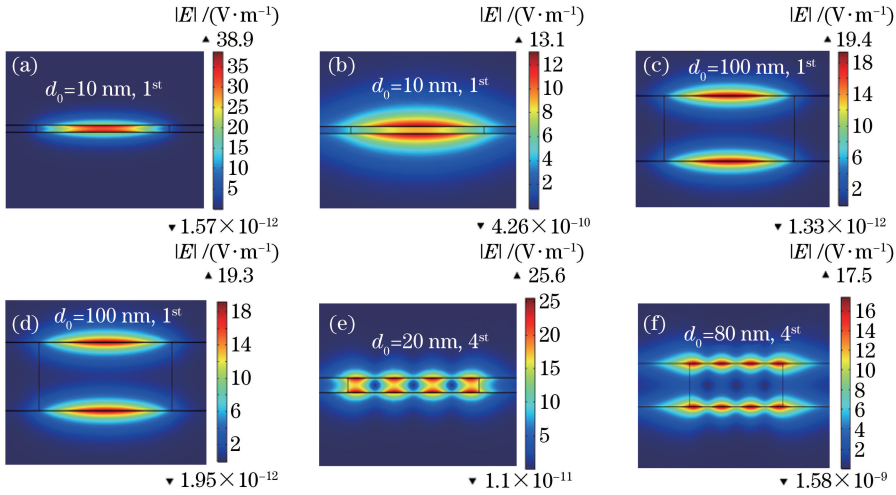 |E| /(V·m⁻¹)
▲ 38.9
(a)
d₀=10 nm, 1ˢᵗ
35
30
25
20
15
10
5
▼ 1.57×10⁻¹²
|E| /(V·m⁻¹)
▲ 13.1
(b)
d₀=10 nm, 1ˢᵗ
12
10
8
6
4
2
▼ 4.26×10⁻¹⁰
|E| /(V·m⁻¹)
▲ 19.4
(c)
d₀=100 nm, 1ˢᵗ
18
14
10
6
2
▼ 1.33×10⁻¹²
|E| /(V·m⁻¹)
▲ 19.3
(d)
d₀=100 nm, 1ˢᵗ
18
14
10
6
2
▼ 1.95×10⁻¹²
|E| /(V·m⁻¹)
▲ 25.6
(e)
d₀=20 nm, 4ˢᵗ
25
20
15
10
5
0
▼ 1.1×10⁻¹¹
|E| /(V·m⁻¹)
▲ 17.5
(f)
d₀=80 nm, 4ˢᵗ
16
14
12
10
8
6
4
2
▼ 1.58×10⁻⁹